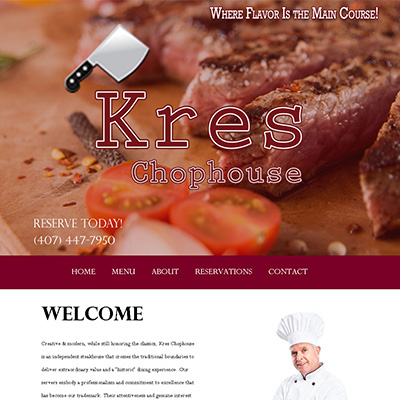 Where Flavor Is the Main Course!
Kres
Chophouse
Reserve Today!
(407) 447-7950
HOME MENU ABOUT RESERVATIONS CONTACT
WELCOME
Creative & modern, while still honoring the classics, Kres Chophouse
is an independent steakhouse that crosses the traditional boundaries to
deliver extraordinary value and a "historic" dining experience. Our
servers embody a professionalism and commitment to excellence that
has become our trademark. Their attentiveness and genuine interest